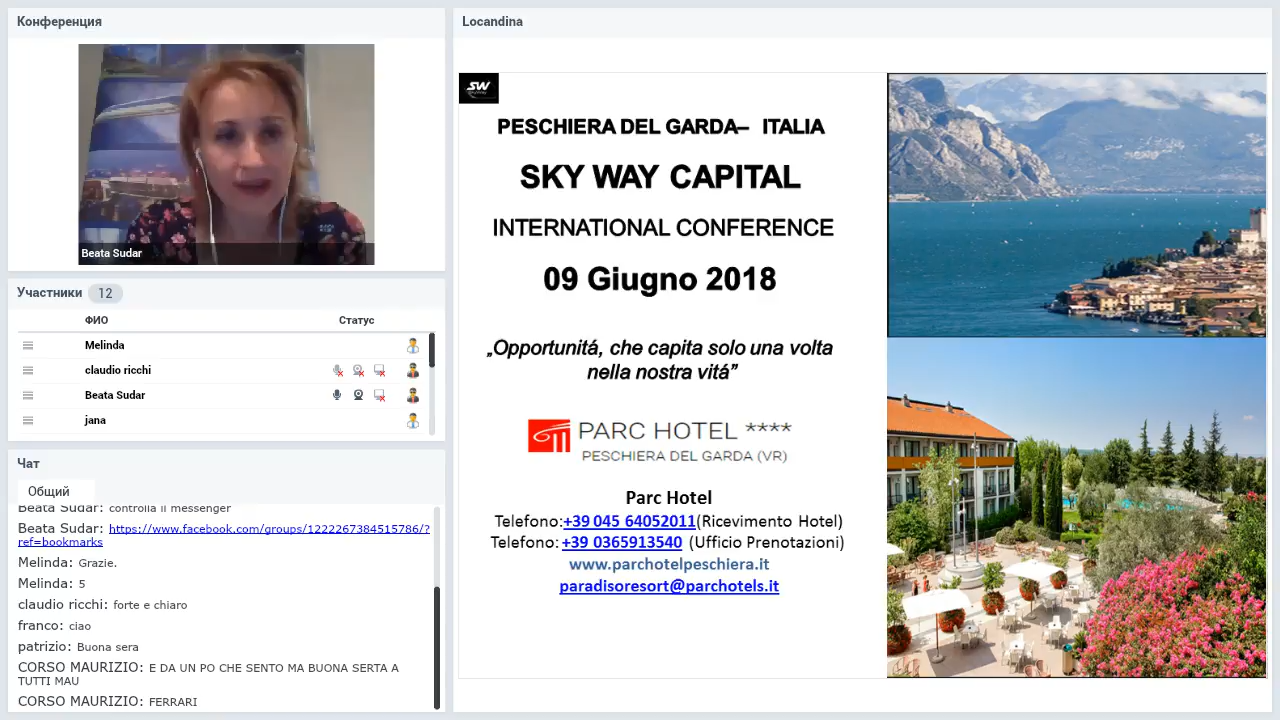 Конференция
Beata Sudar
Участники 12
ФИО Статус
Melinda
claudio ricchi
Beata Sudar
jana
Чат
Общий
Beata Sudar: controlla il messenger
Beata Sudar: https://www.facebook.com/groups/1222267384515786/?
ref=bookmarks
Melinda: Grazie.
Melinda: 5
claudio ricchi: forte e chiaro
franco: ciao
patrizio: Buona sera
CORSO MAURIZIO: E DA UN PO CHE SENTO MA BUONA SERTA A
TUTTI MAU
CORSO MAURIZIO: FERRARI
Locandina
SW
PESCHIERA DEL GARDA– ITALIA
SKY WAY CAPITAL
INTERNATIONAL CONFERENCE
09 Giugno 2018
„Opportunitá, che capita solo una volta
nella nostra vitá”
PARC HOTEL ****
PESCHIERA DEL GARDA (VR)
Parc Hotel
Telefono:+39 045 64052011(Ricevimento Hotel)
Telefono: +39 0365913540 (Ufficio Prenotazioni)
www.parchotelpeschiera.it
paradisoresort@parchotels.it